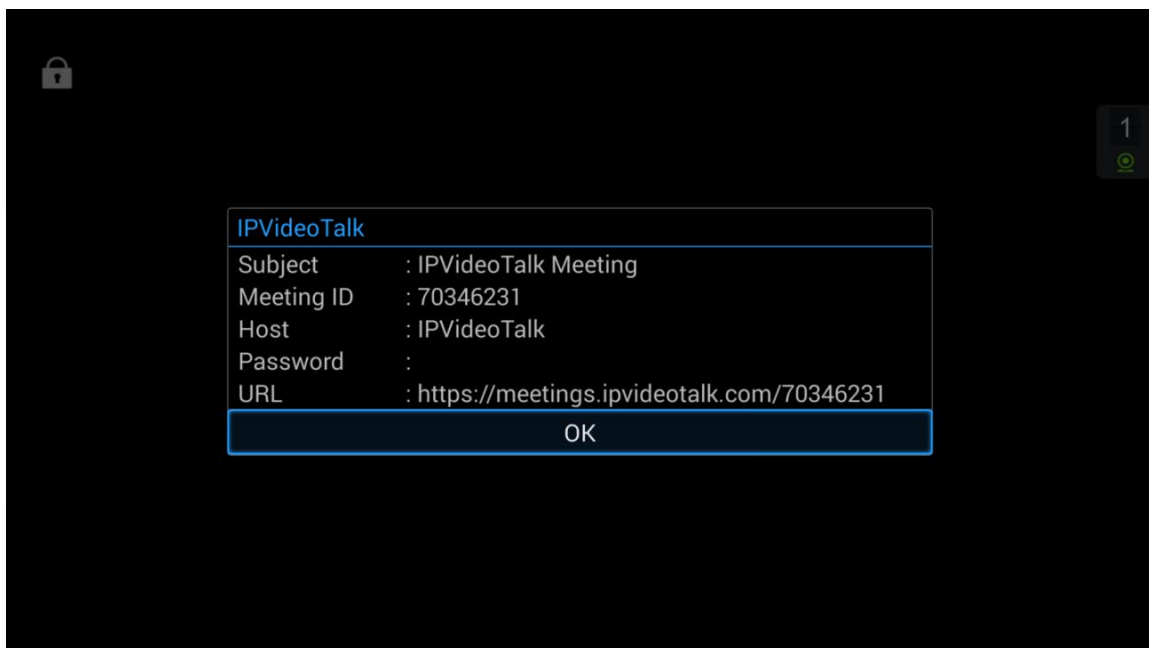 1
IPVideoTalk
Subject : IPVideoTalk Meeting
Meeting ID : 70346231
Host : IPVideoTalk
Password :
URL : https://meetings.ipvideotalk.com/70346231
OK